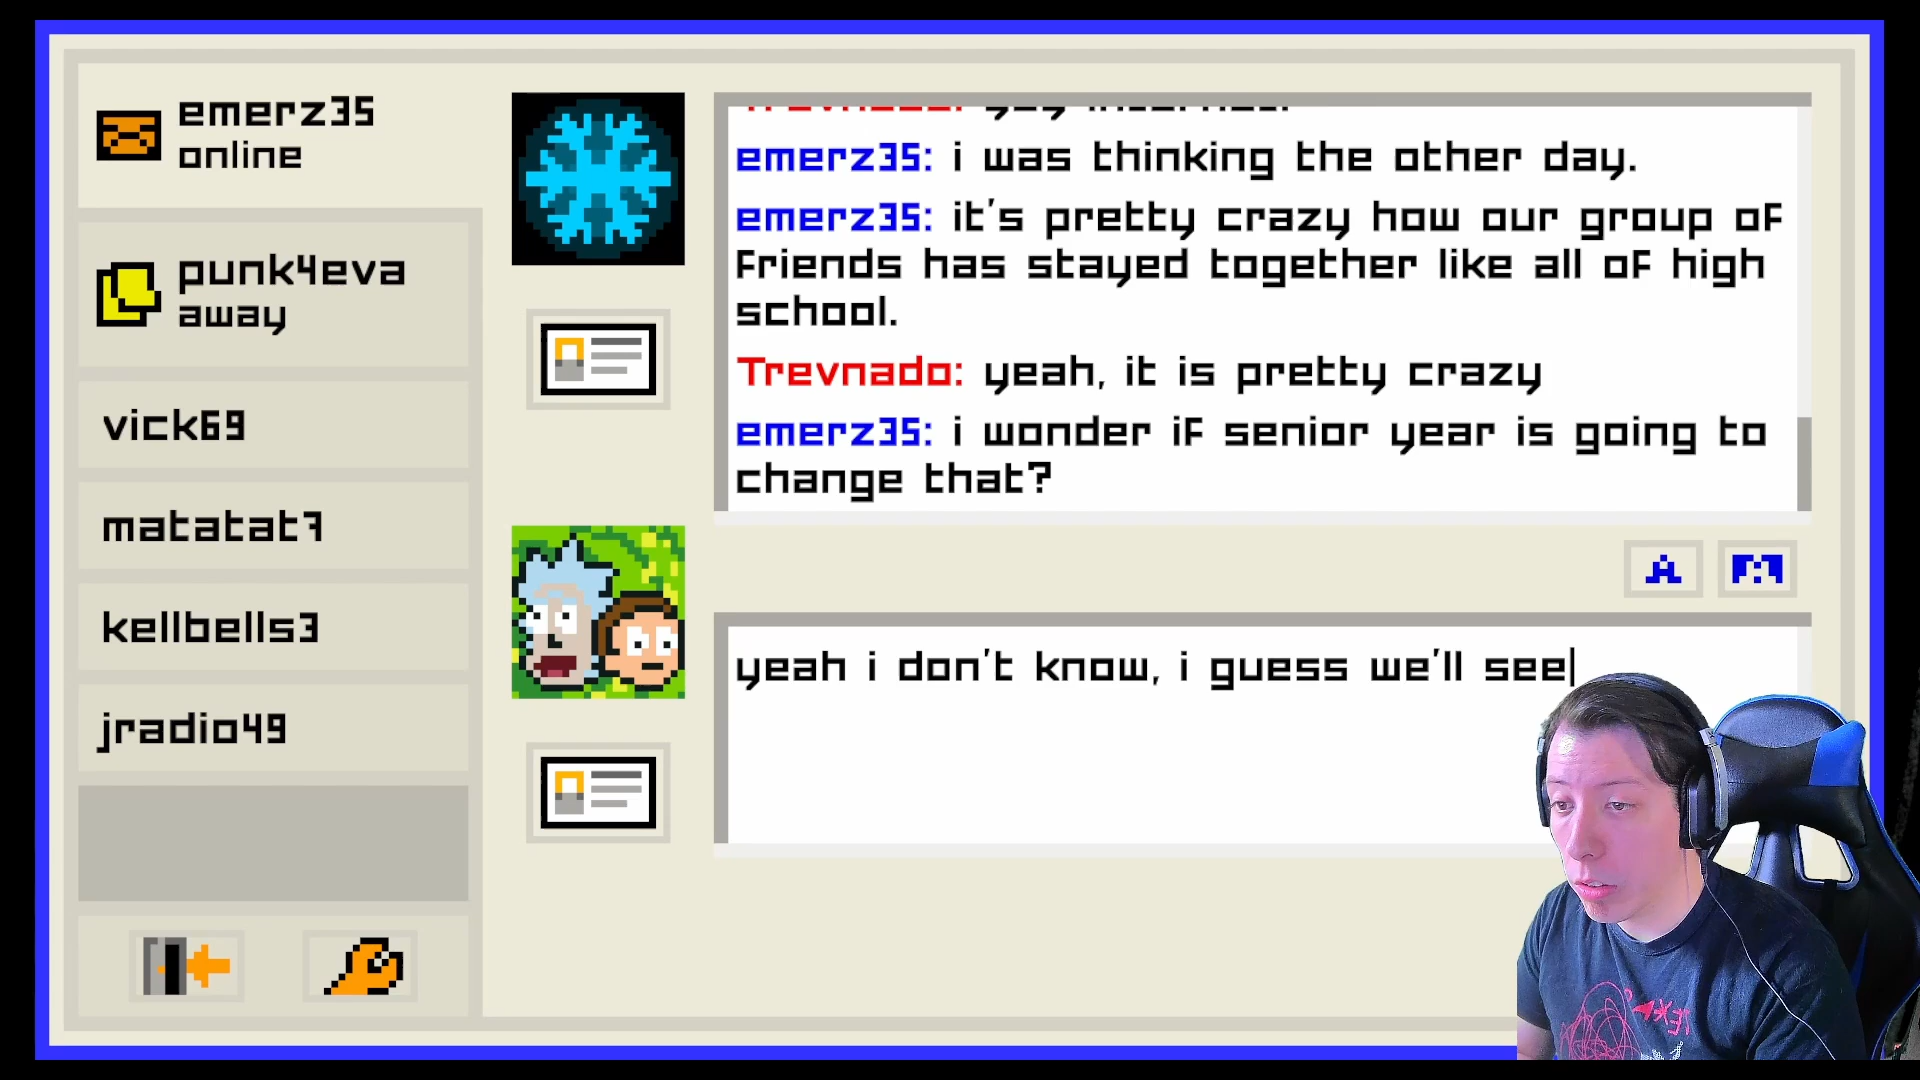 emerz35
online
punk4eva
away
vick69
matatat7
kellbells3
jradio49
emerz35: i was thinking the other day.
emerz35: it's pretty crazy how our group of
friends has stayed together like all of high
school.
Trevnado: yeah, it is pretty crazy
emerz35: i wonder if senior year is going to
change that?
A M
yeah i don't know, i guess we'll see